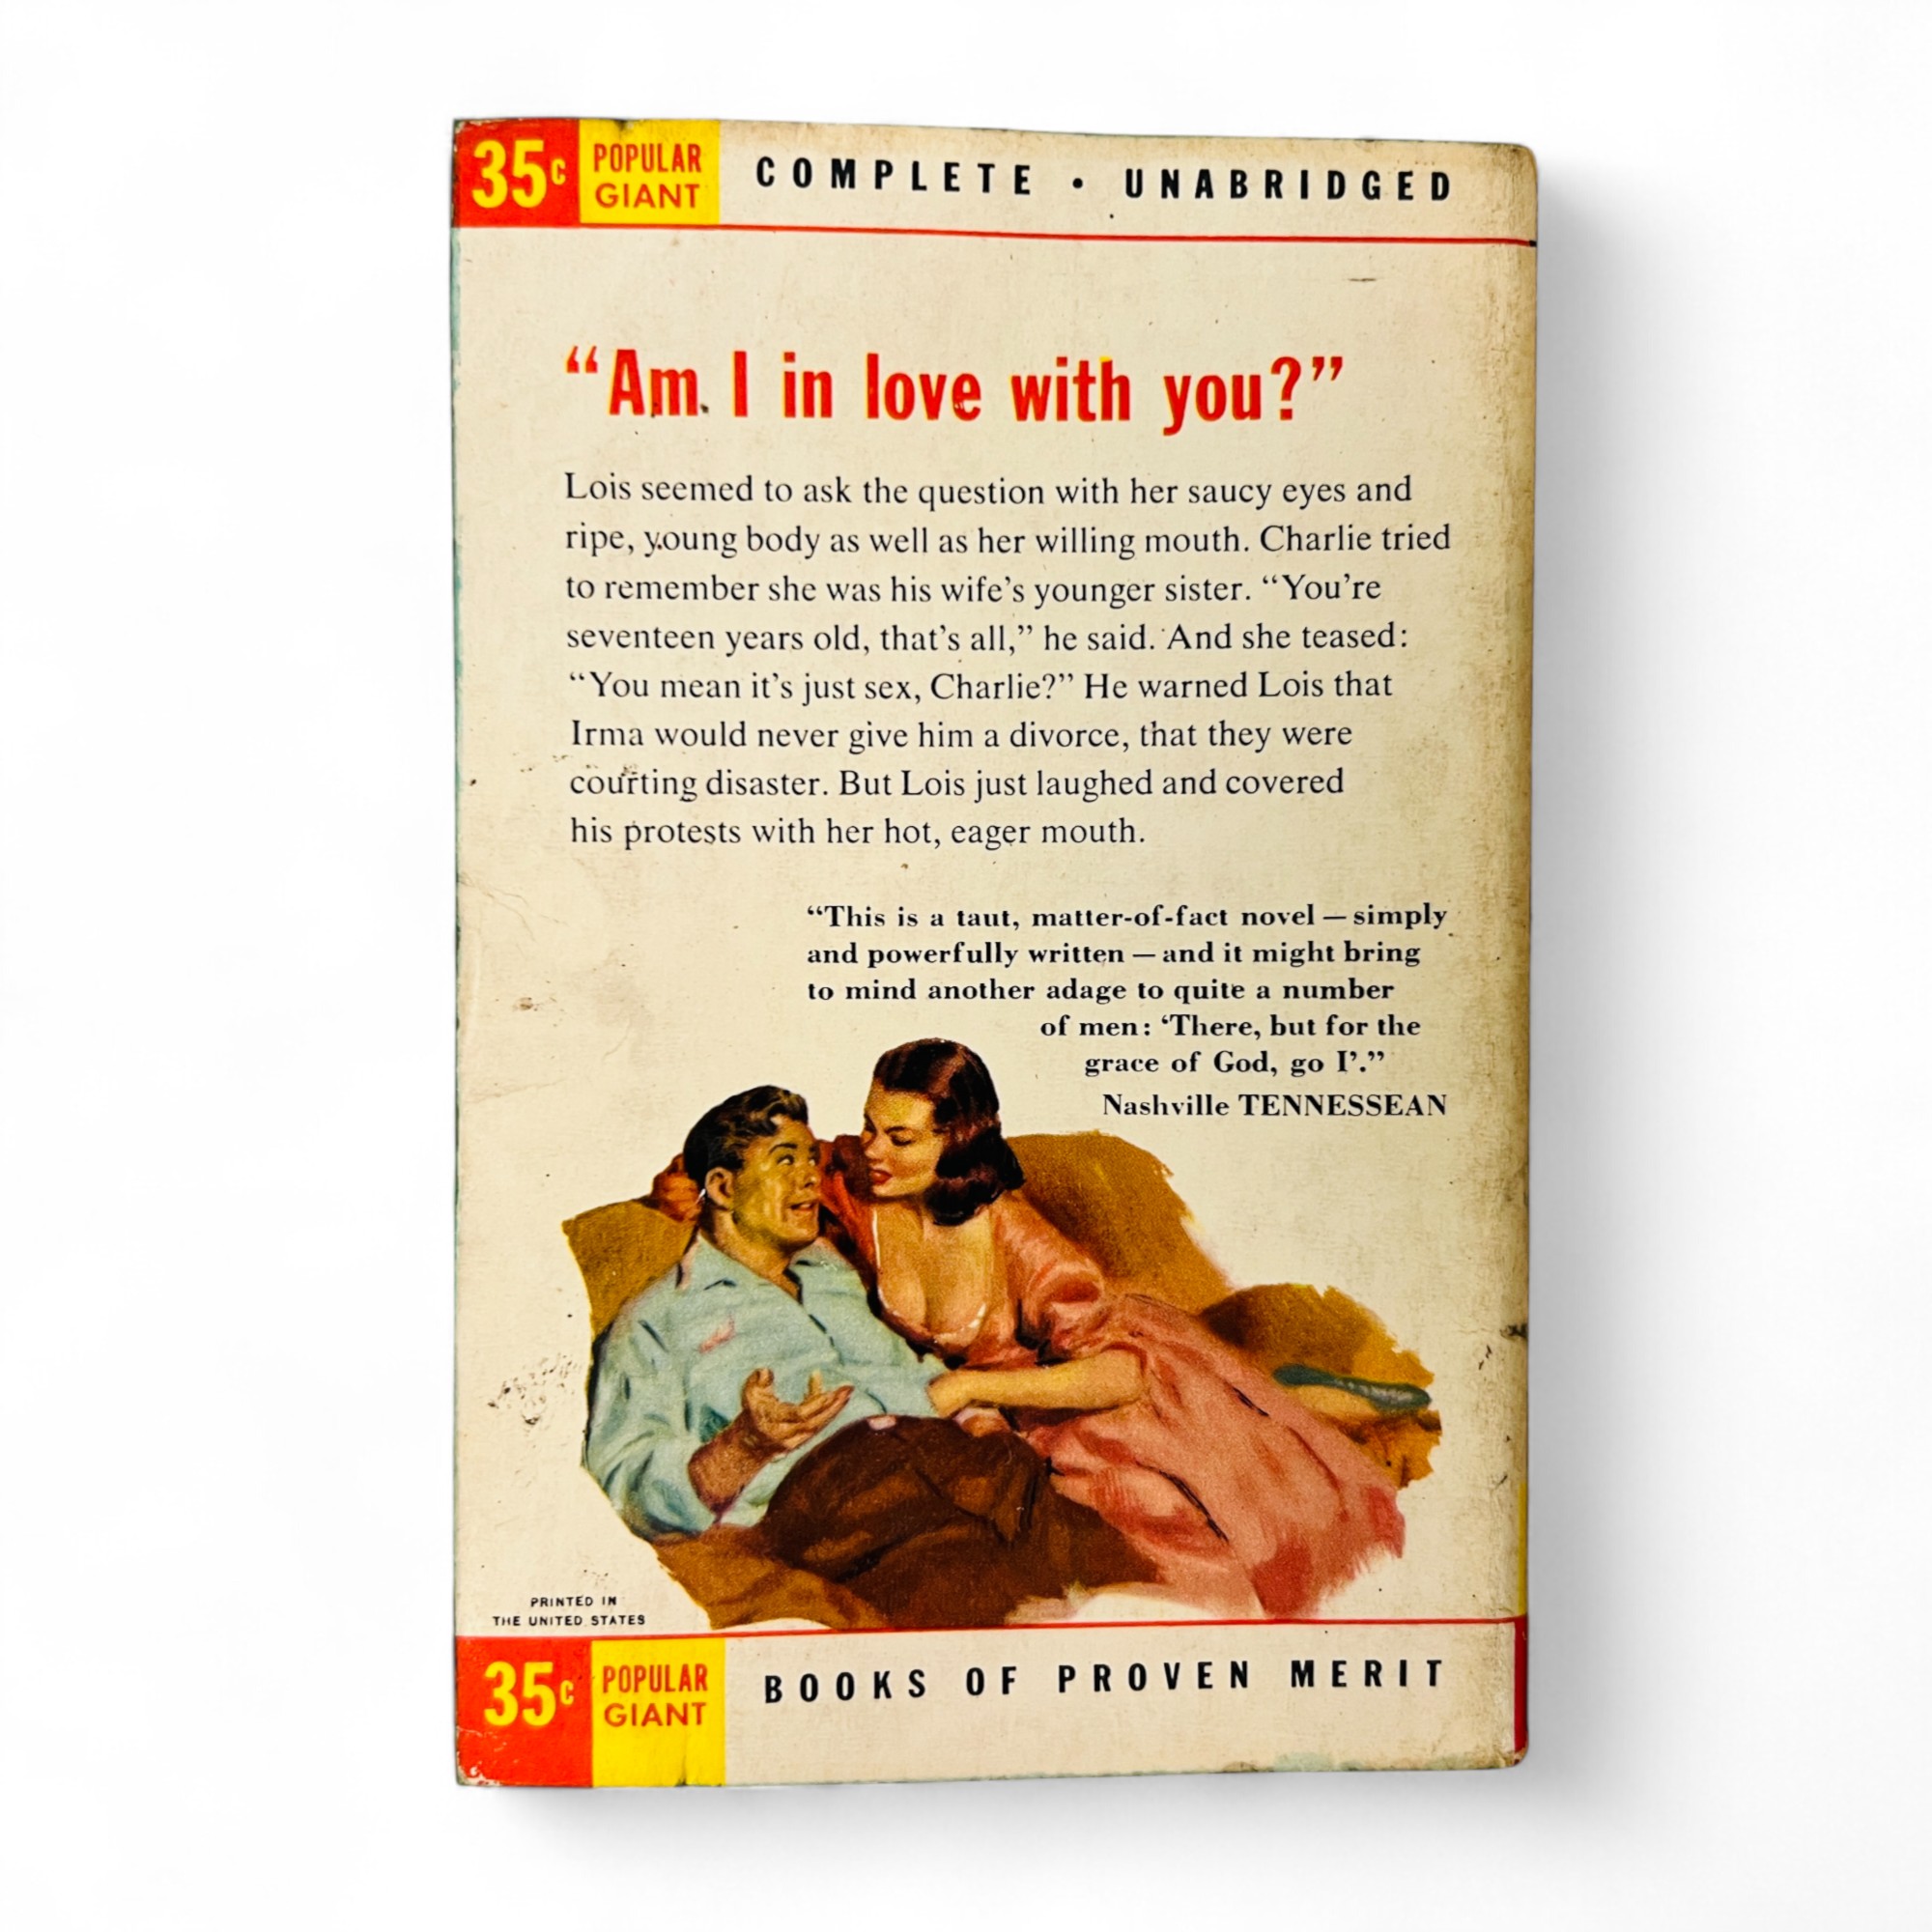 35c POPULAR GIANT COMPLETE • UNABRIDGED
“Am I in love with you?”
Lois seemed to ask the question with her saucy eyes and
ripe, young body as well as her willing mouth. Charlie tried
to remember she was his wife’s younger sister. “You’re
seventeen years old, that’s all,” he said. And she teased:
“You mean it’s just sex, Charlie?” He warned Lois that
Irma would never give him a divorce, that they were
courting disaster. But Lois just laughed and covered
his protests with her hot, eager mouth.
“This is a taut, matter-of-fact novel — simply
and powerfully written — and it might bring
to mind another adage to quite a number
of men: ‘There, but for the
grace of God, go I’.”
Nashville TENNESSEAN
PRINTED IN
THE UNITED STATES
35c POPULAR GIANT BOOKS OF PROVEN MERIT